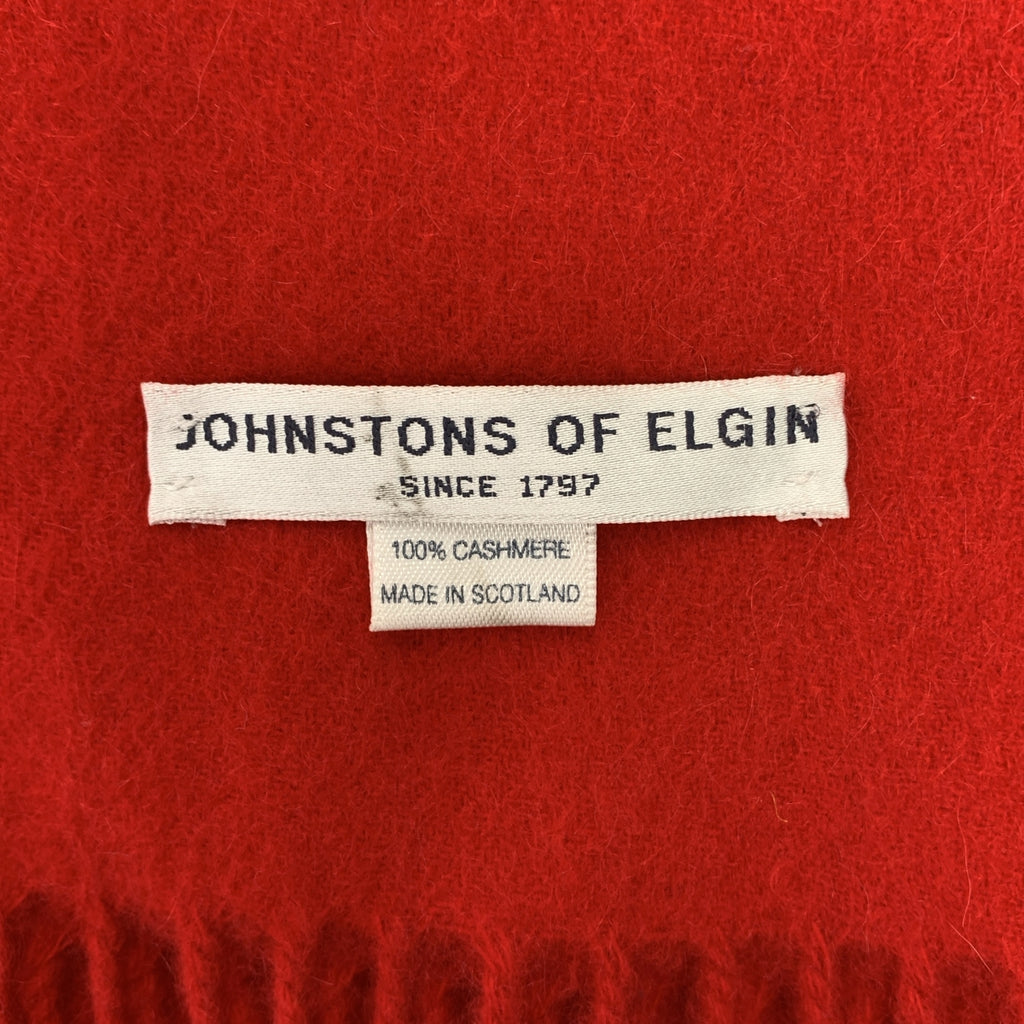 JOHNSTONS OF ELGIN
SINCE 1797
100% CASHMERE
MADE IN SCOTLAND